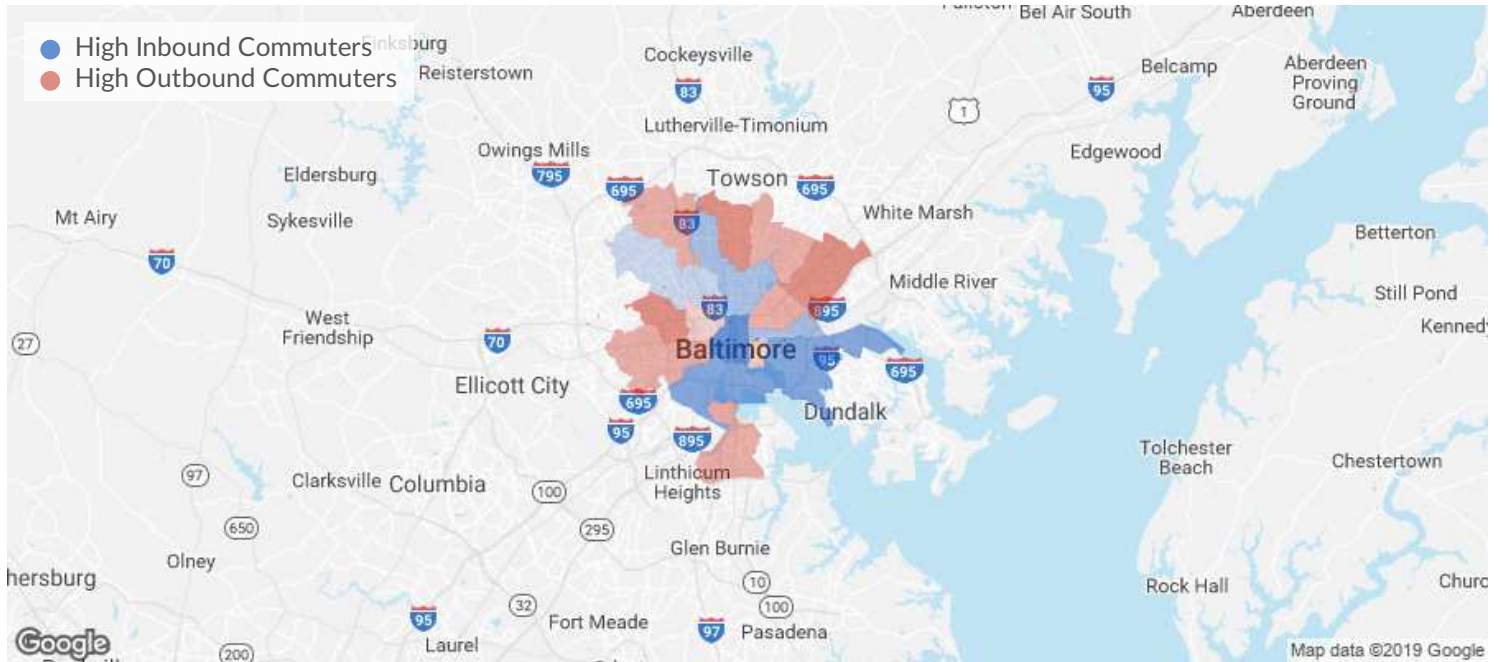 Bel Air South
Aberdeen
High Inbound Commuters
High Outbound Commuters
Finksburg
Reisterstown
Cockeysville
83
Belcamp
95
Aberdeen
Proving
Ground
1
Lutherville-Timonium
Owings Mills
795
Edgewood
Eldersburg
695
Towson
695
Mt Airy
Sykesville
83
White Marsh
Betterton
70
Middle River
Still Pond
83
895
West
Friendship
Kennedy
27
70
Baltimore
95
695
Ellicott City
695
Dundalk
95
895
Tolchester
Beach
Chestertown
97
Clarksville
Columbia
100
Linthicum
Heights
650
295
Olney
Glen Burnie
hersburg
10
Rock Hall
Churc
32
100
95
Fort Meade
97
Pasadena
Google
Laurel
200
Map data ©2019 Google